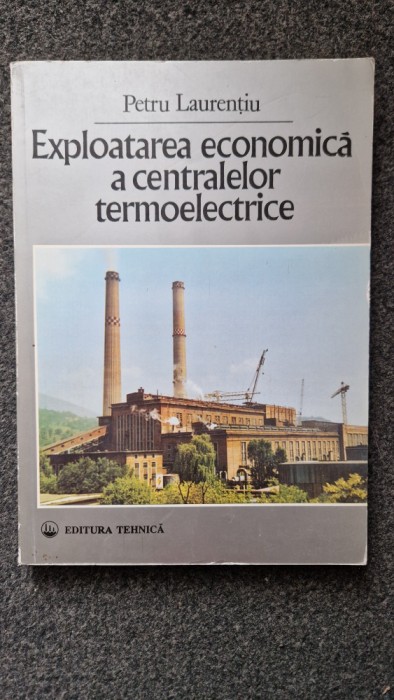 Petru Laurențiu
Exploatarea economică
a centralelor
termoelectrice
EDITURA TEHNICĂ